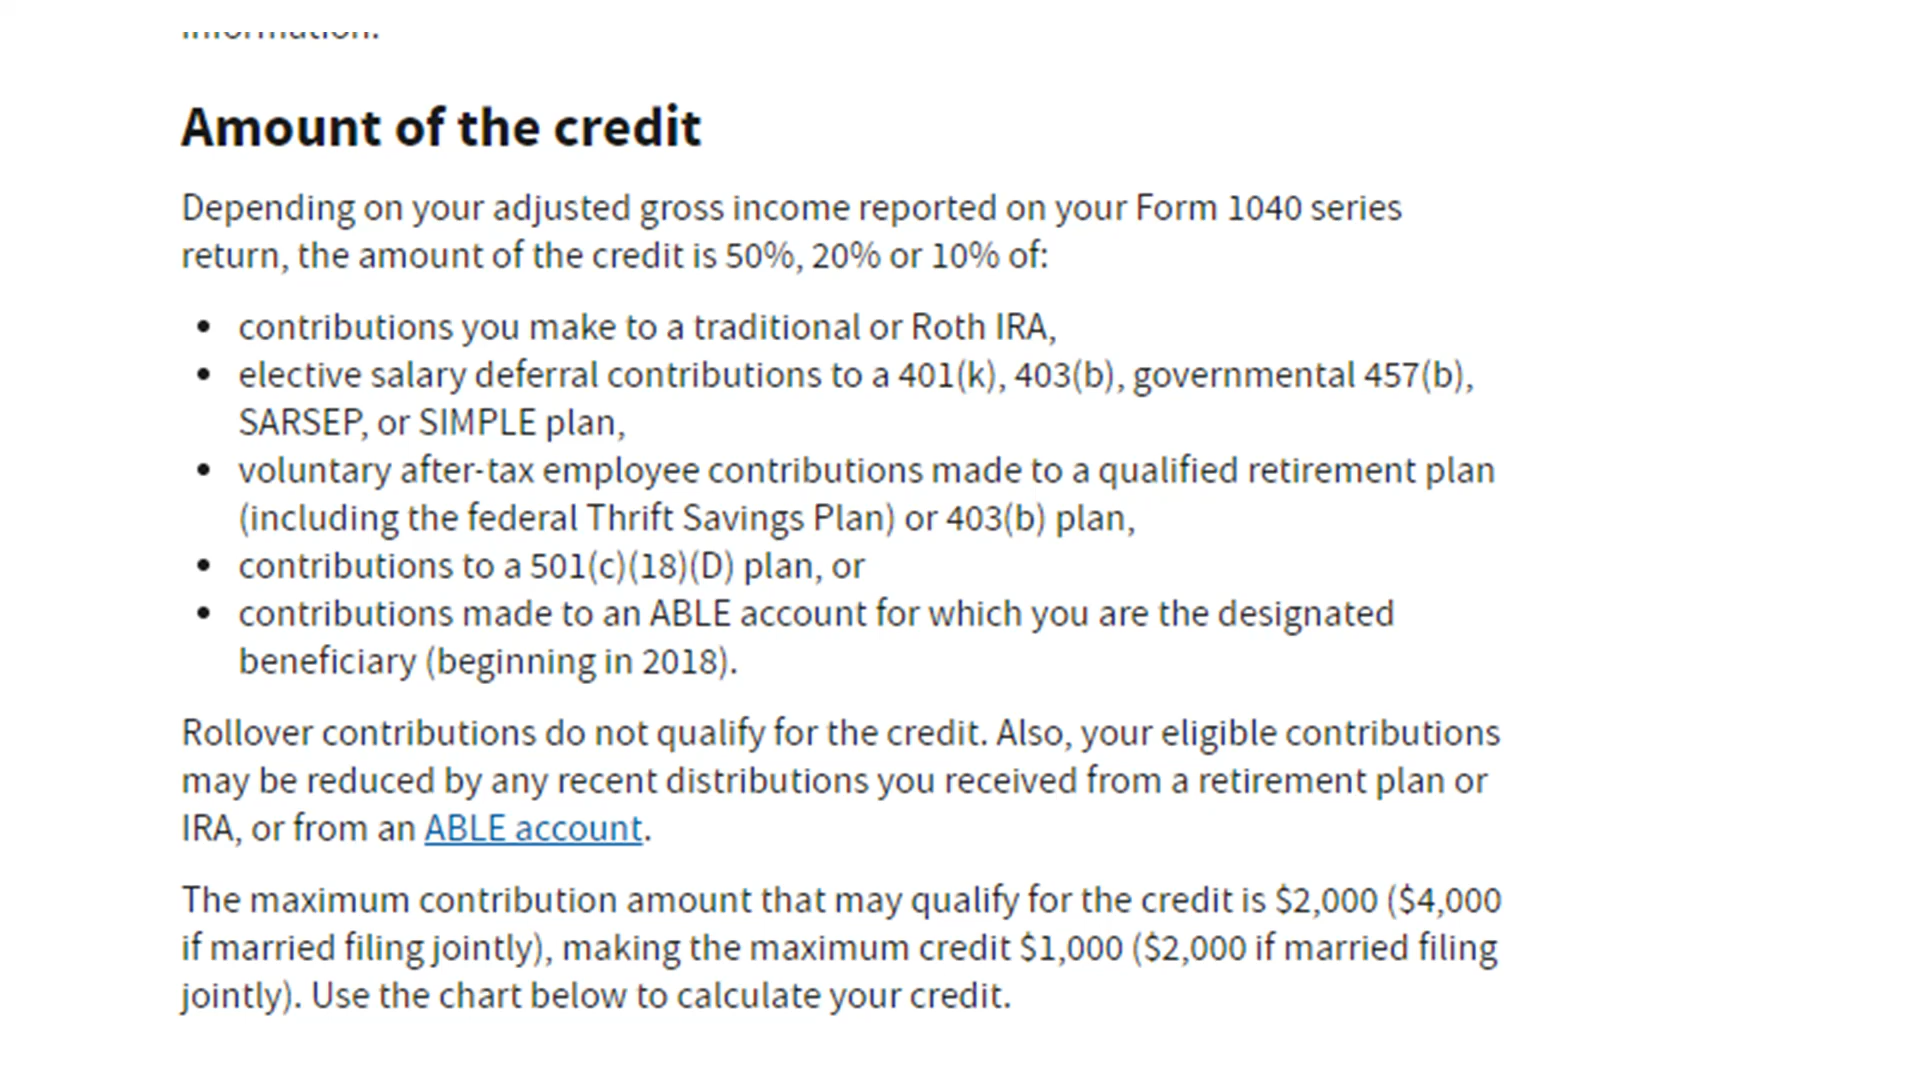 information.
Amount of the credit
Depending on your adjusted gross income reported on your Form 1040 series
return, the amount of the credit is 50%, 20% or 10% of:
• contributions you make to a traditional or Roth IRA,
• elective salary deferral contributions to a 401(k), 403(b), governmental 457(b),
SARSEP, or SIMPLE plan,
• voluntary after-tax employee contributions made to a qualified retirement plan
(including the federal Thrift Savings Plan) or 403(b) plan,
• contributions to a 501(c)(18)(D) plan, or
• contributions made to an ABLE account for which you are the designated
beneficiary (beginning in 2018).
Rollover contributions do not qualify for the credit. Also, your eligible contributions
may be reduced by any recent distributions you received from a retirement plan or
IRA, or from an ABLE account.
The maximum contribution amount that may qualify for the credit is $2,000 ($4,000
if married filing jointly), making the maximum credit $1,000 ($2,000 if married filing
jointly). Use the chart below to calculate your credit.